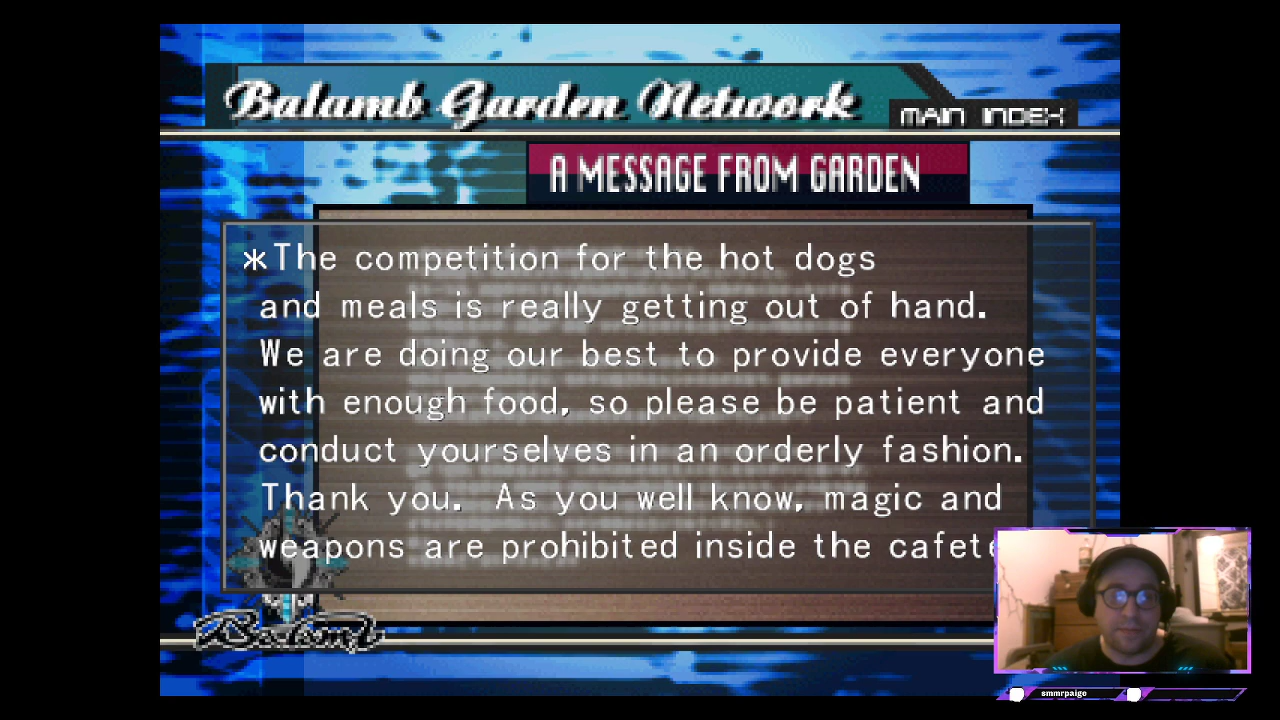 Balamb Garden Network
MAIN INDEX
A MESSAGE FROM GARDEN
*The competition for the hot dogs
and meals is really getting out of hand.
We are doing our best to provide everyone
with enough food, so please be patient and
conduct yourselves in an orderly fashion.
Thank you. As you well know, magic and
weapons are prohibited inside the cafete
Balamb
smmrpaigo